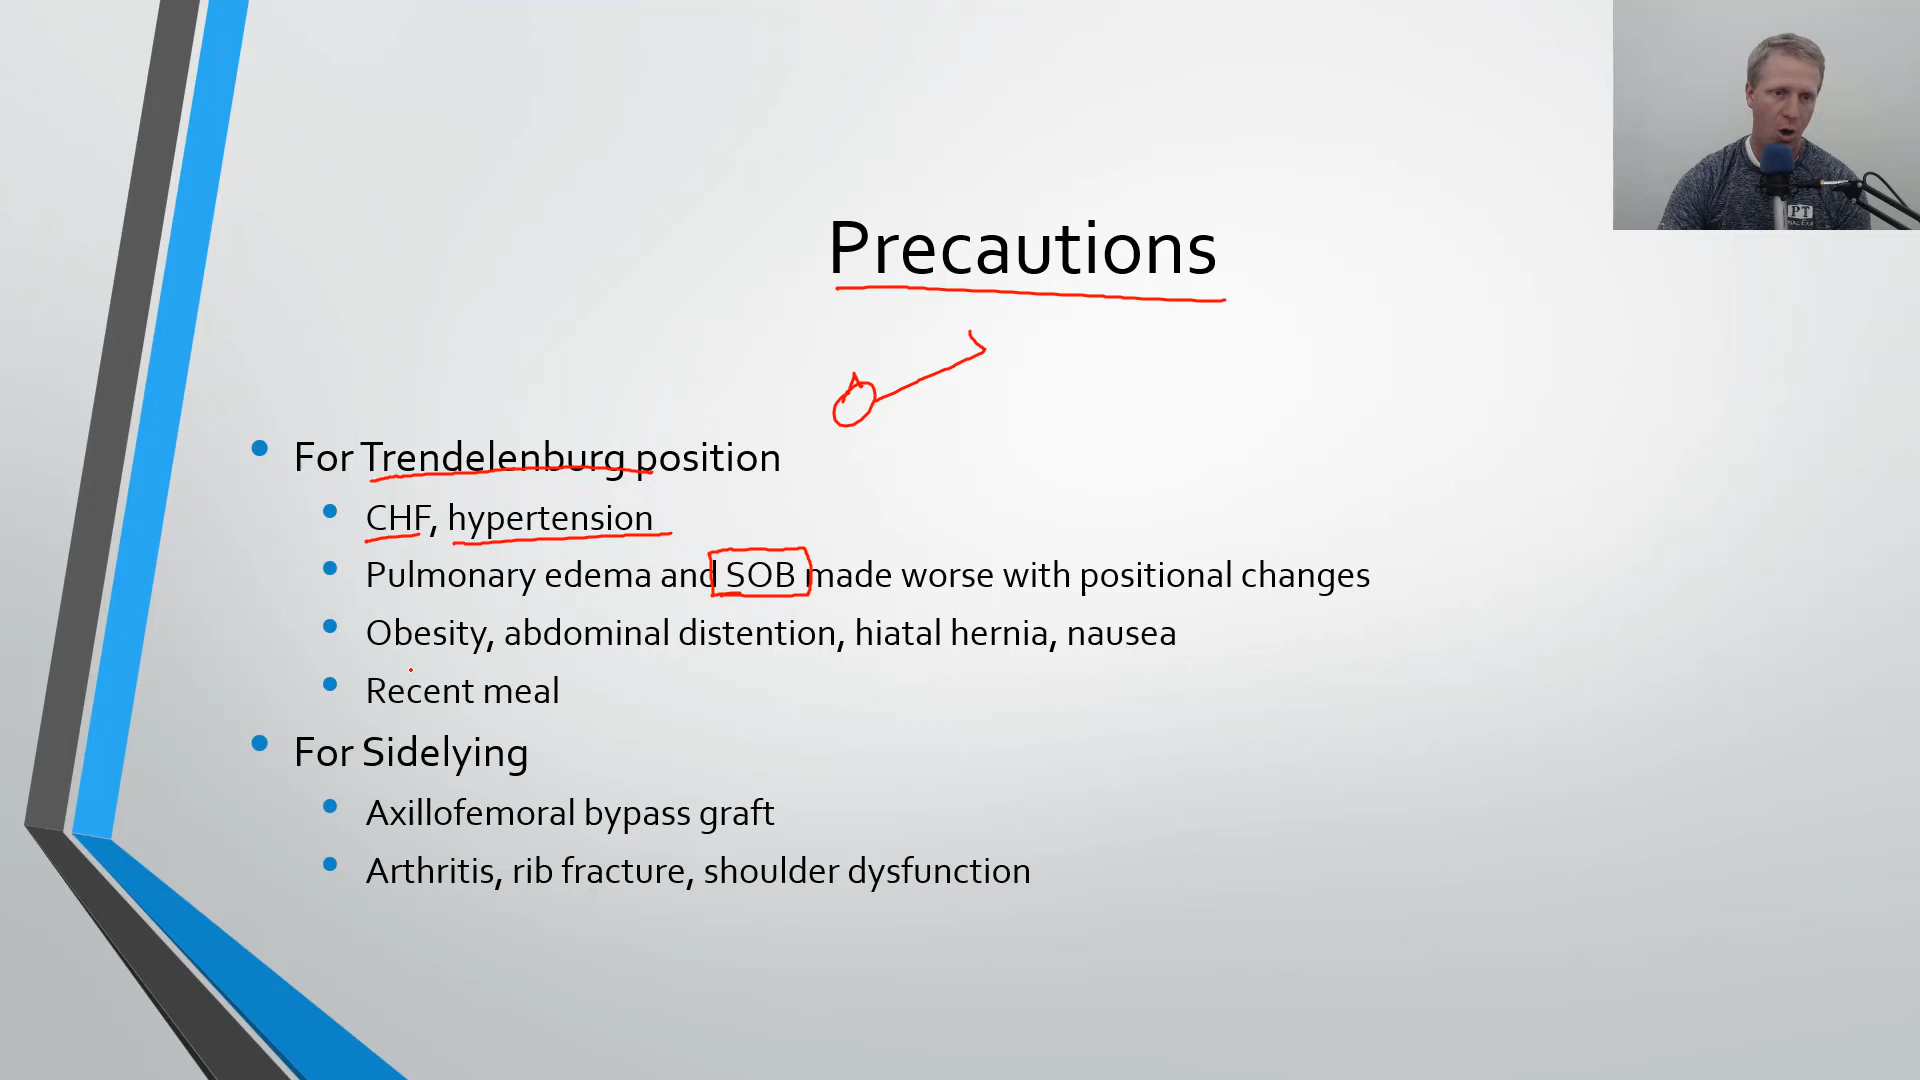 Precautions
For Trendelenburg position
CHF, hypertension
Pulmonary edema and SOB made worse with positional changes
Obesity, abdominal distention, hiatal hernia, nausea
Recent meal
For Sidelying
Axillofemoral bypass graft
Arthritis, rib fracture, shoulder dysfunction
PT